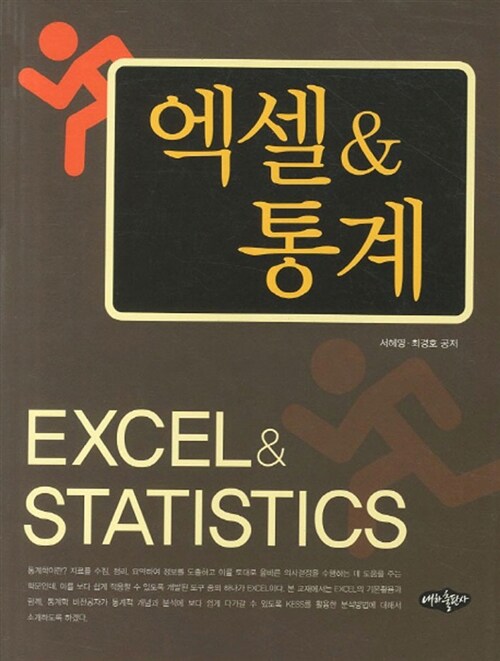 엑셀 &
통계
서혜영·최경호 공저
EXCEL &
STATISTICS
통계학이란? 자료를 수집, 정리, 요약하여 정보를 도출하고 이를 토대로 올바른 의사결정을 수행하는 데 도움을 주는
학문인데, 이를 보다 쉽게 적용할 수 있도록 개발된 도구 중의 하나가 EXCEL이다. 본 교재에서는 EXCEL의 기본활용과
함께, 통계학 비전공자가 통계학 개념과 분석에 보다 쉽게 다가갈 수 있도록 KESS를 활용한 분석방법에 대해서
소개하도록 하겠다.
내하출판사